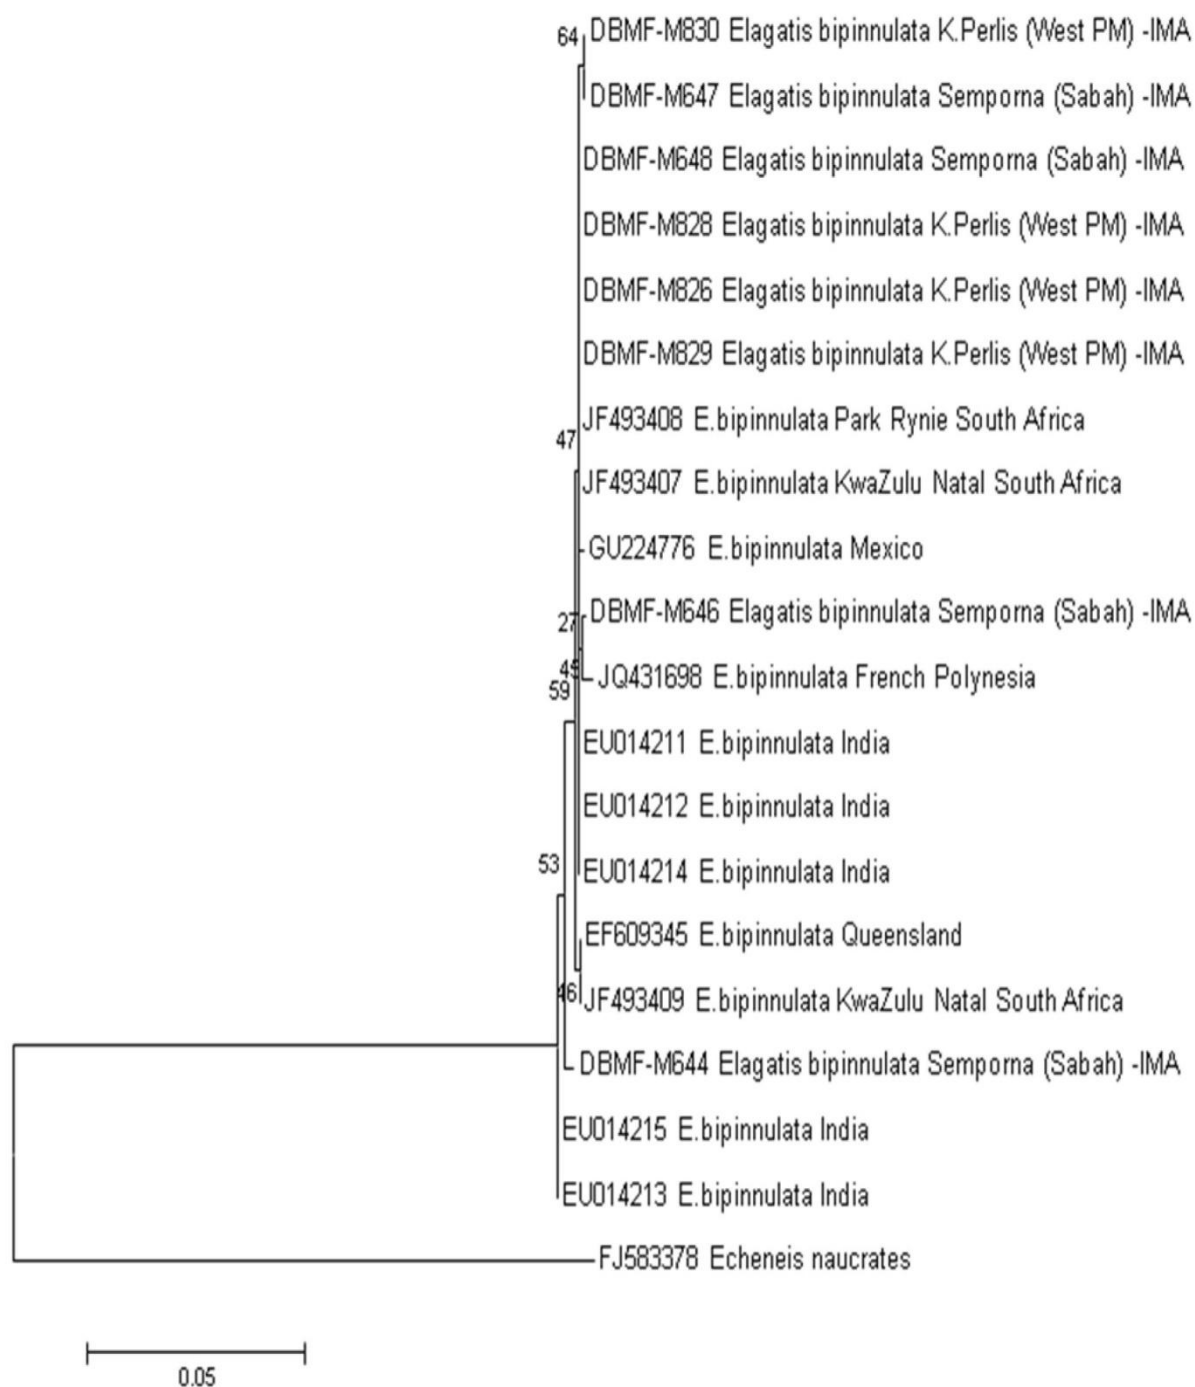 64
DBMF-M830 Elagatis bipinnulata K.Perlis (West PM) -IMA
DBMF-M647 Elagatis bipinnulata Semporna (Sabah) -IMA
DBMF-M648 Elagatis bipinnulata Semporna (Sabah) -IMA
DBMF-M828 Elagatis bipinnulata K.Perlis (West PM) -IMA
DBMF-M826 Elagatis bipinnulata K.Perlis (West PM) -IMA
DBMF-M829 Elagatis bipinnulata K.Perlis (West PM) -IMA
JF493408 E.bipinnulata Park Rynie South Africa
47
JF493407 E.bipinnulata KwaZulu Natal South Africa
GU224776 E.bipinnulata Mexico
DBMF-M646 Elagatis bipinnulata Semporna (Sabah) -IMA
27
JQ431698 E.bipinnulata French Polynesia
45
59
EU014211 E.bipinnulata India
EU014212 E.bipinnulata India
53
EU014214 E.bipinnulata India
EF609345 E.bipinnulata Queensland
46
JF493409 E.bipinnulata KwaZulu Natal South Africa
DBMF-M644 Elagatis bipinnulata Semporna (Sabah) -IMA
EU014215 E.bipinnulata India
EU014213 E.bipinnulata India
FJ583378 Echeneis naucrates
0.05